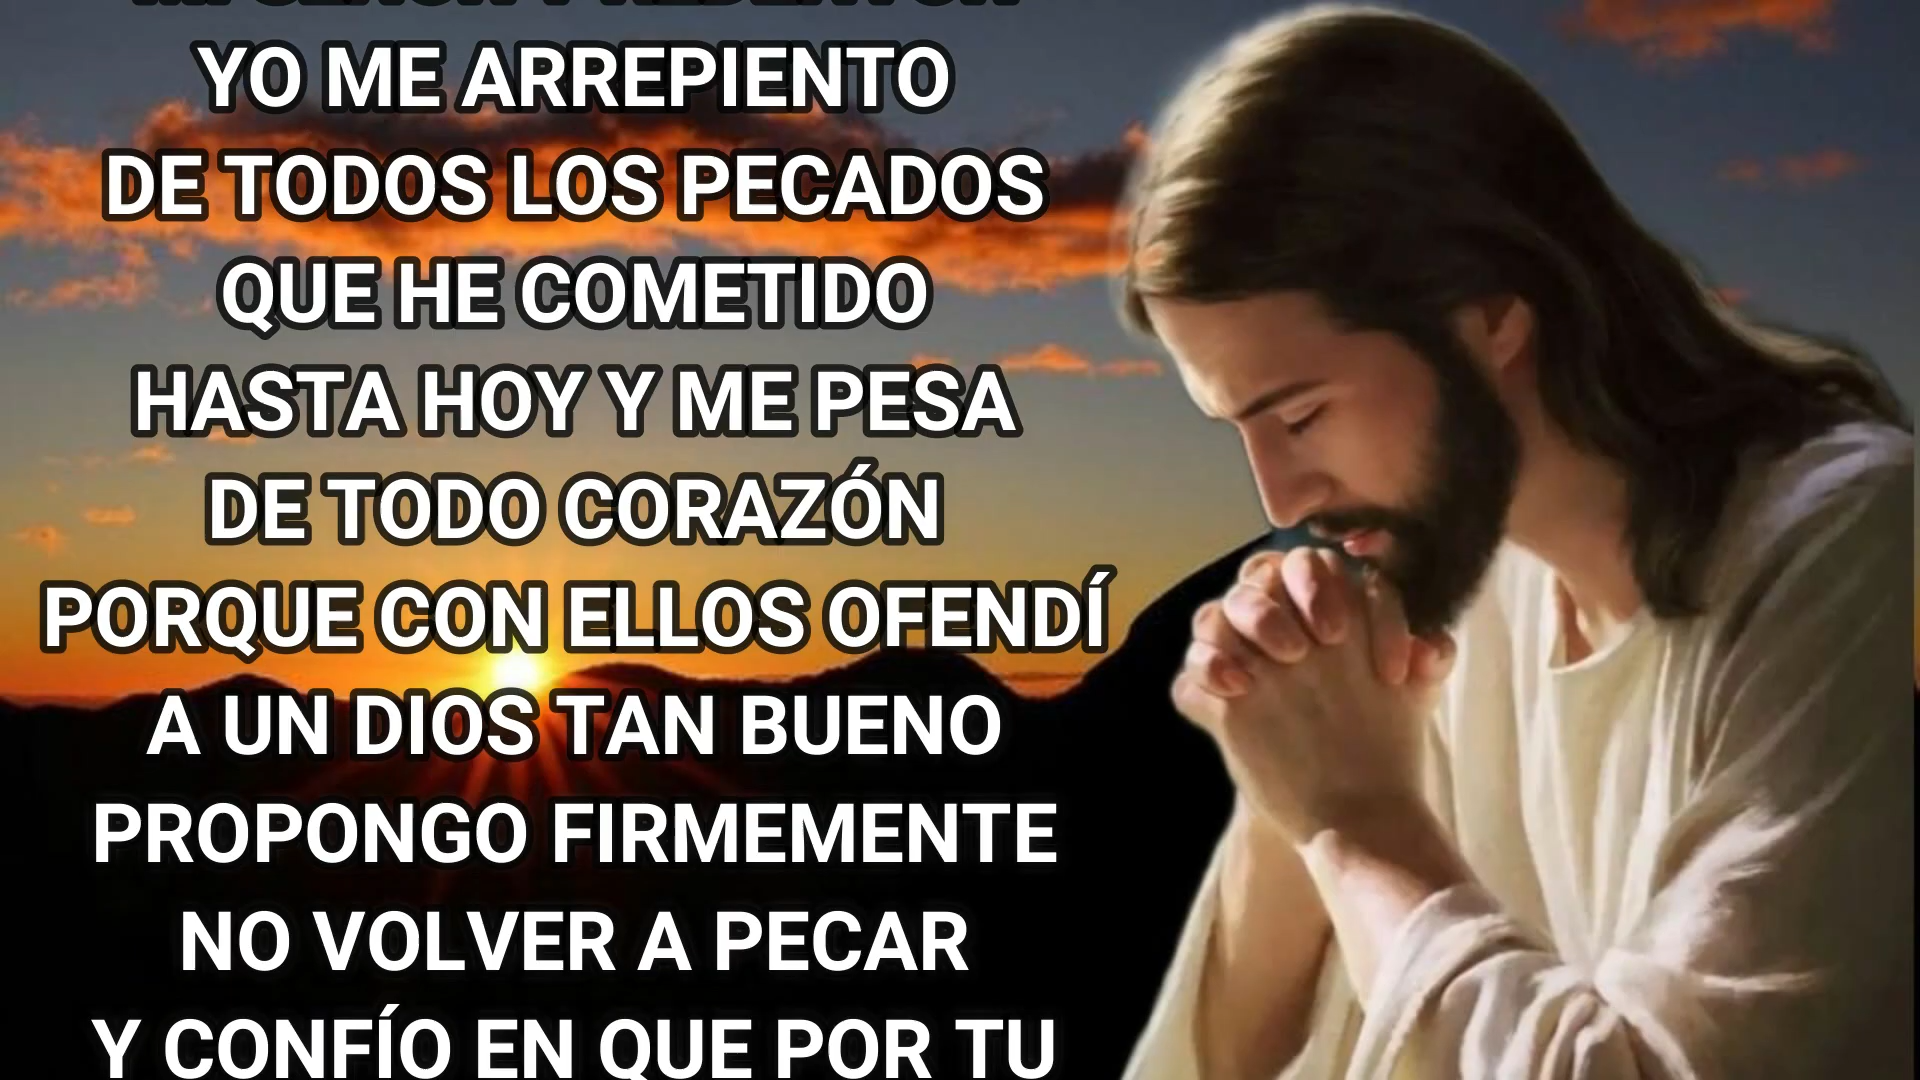 YO ME ARREPIENTO
DE TODOS LOS PECADOS
QUE HE COMETIDO
HASTA HOY Y ME PESA
DE TODO CORAZÓN
PORQUE CON ELLOS OFENDÍ
A UN DIOS TAN BUENO
PROPONGO FIRMEMENTE
NO VOLVER A PECAR
Y CONFÍO EN QUE POR TU